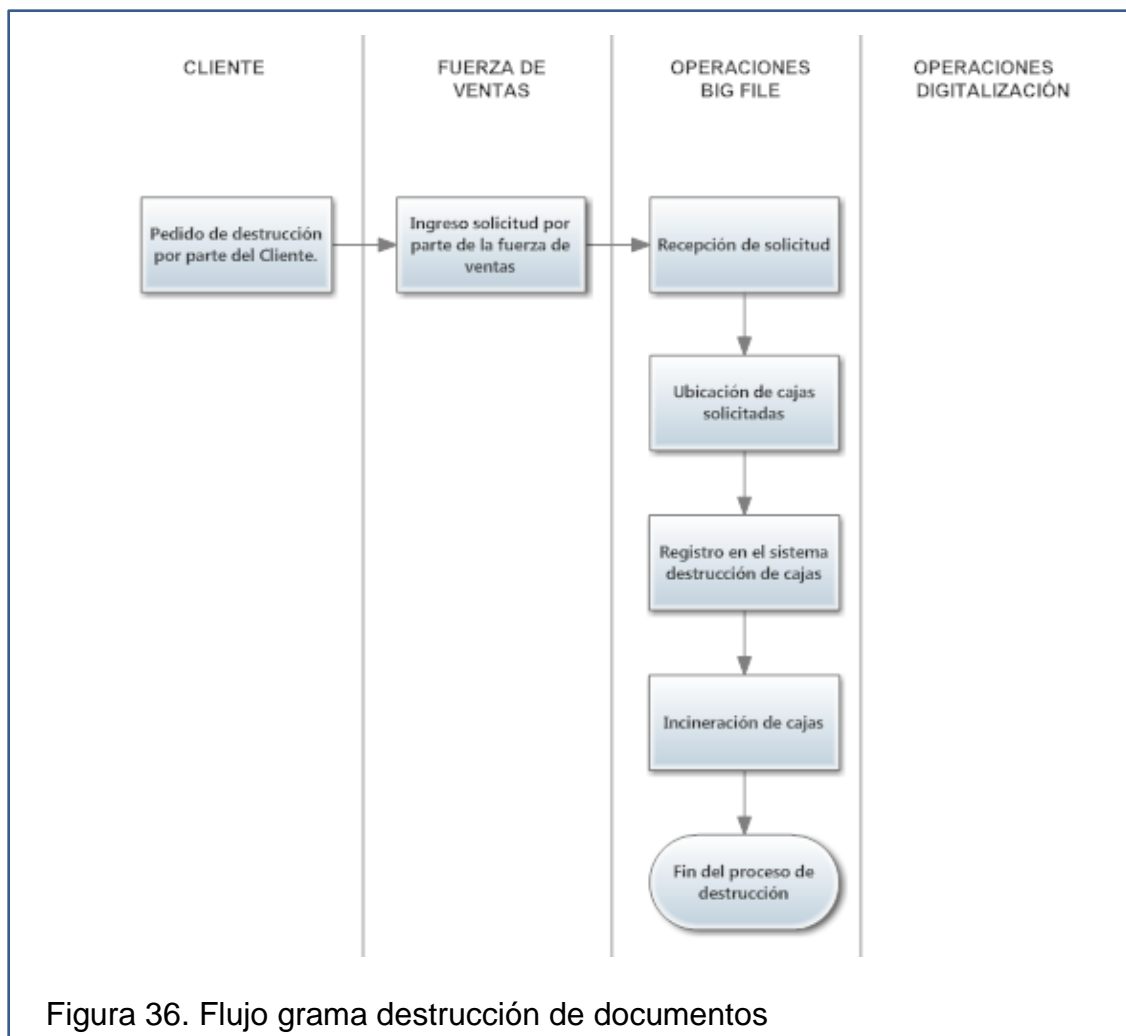 CLIENTE
FUERZA DE
VENTAS
OPERACIONES
BIG FILE
OPERACIONES
DIGITALIZACIÓN
Pedido de destrucción
por parte del Cliente.
Ingreso solicitud por
parte de la fuerza de
ventas
Recepción de solicitud
Ubicación de cajas
solicitadas
Registro en el sistema
destrucción de cajas
Incineración de cajas
Fin del proceso de
destrucción
Figura 36. Flujo grama destrucción de documentos